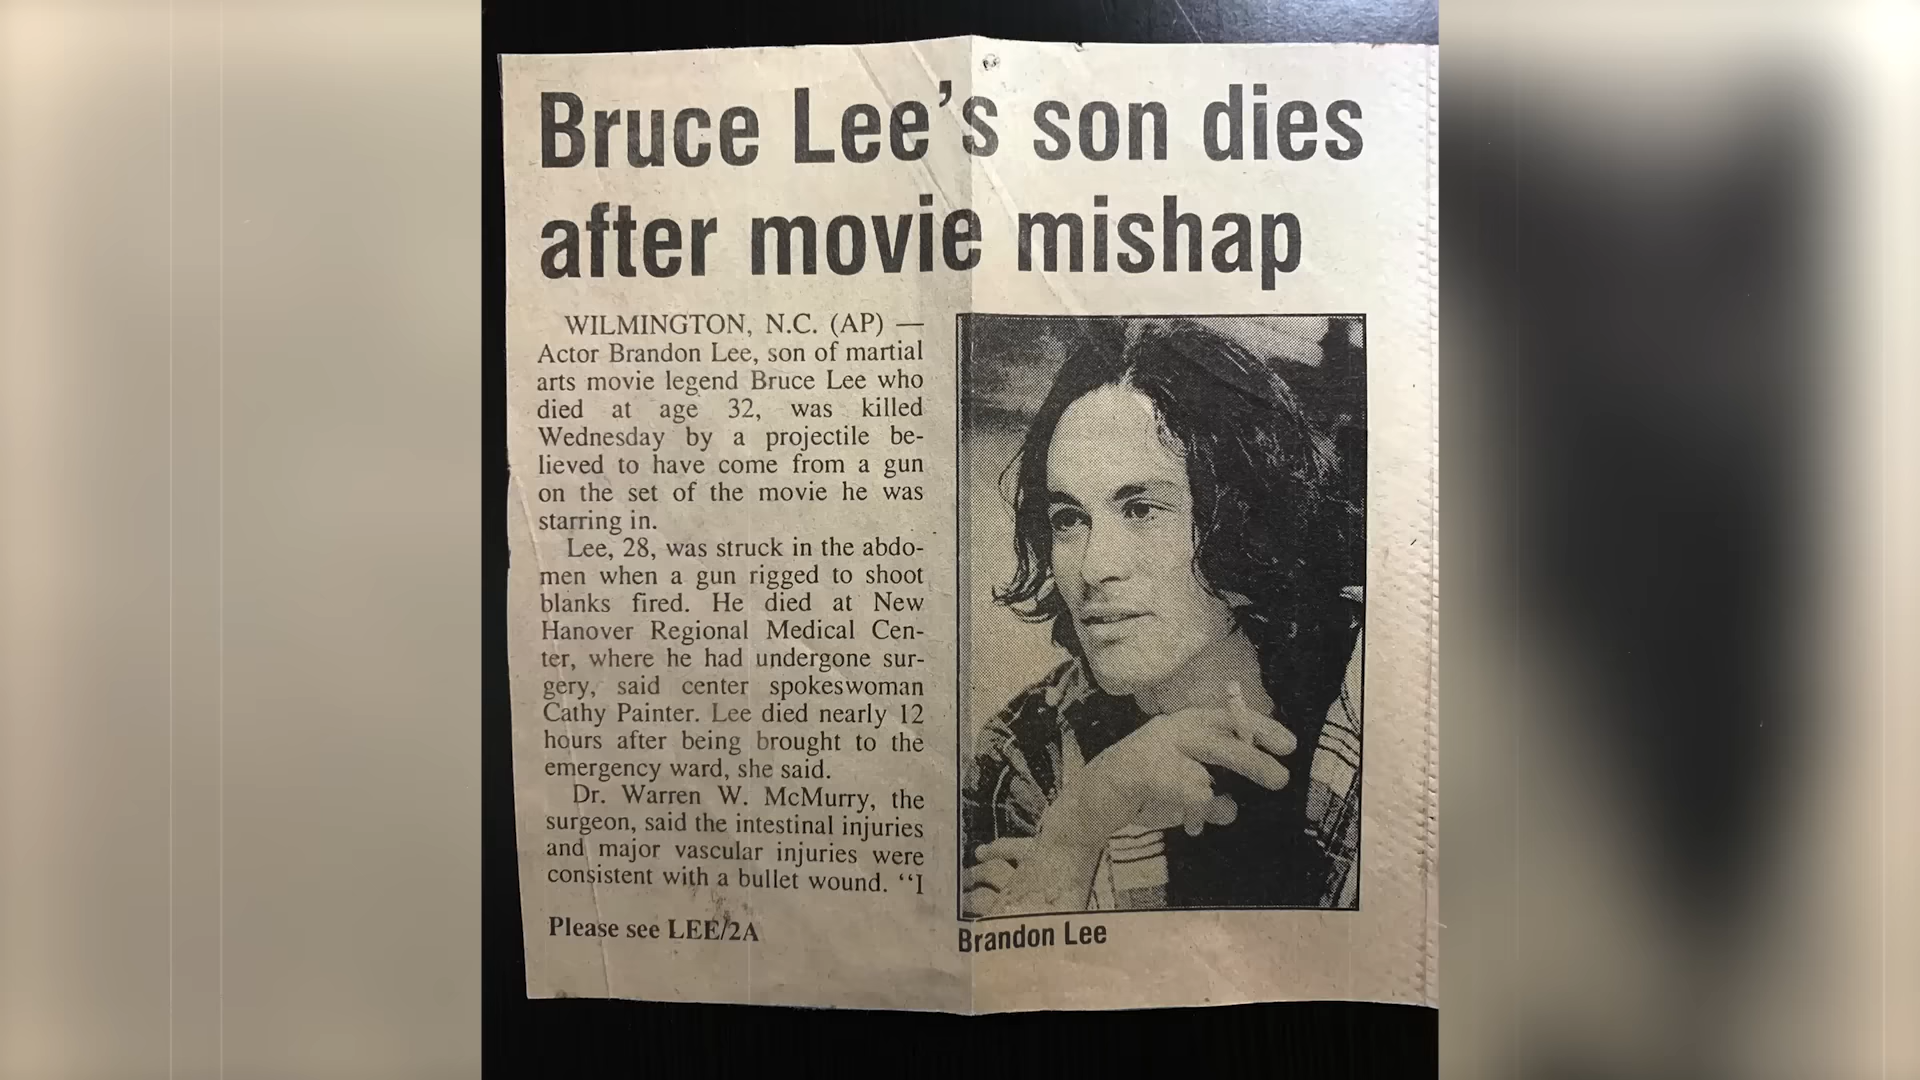 Bruce Lee's son dies
after movie mishap
WILMINGTON, N.C. (AP) —
Actor Brandon Lee, son of martial
arts movie legend Bruce Lee who
died at age 32, was killed
Wednesday by a projectile be-
lieved to have come from a gun
on the set of the movie he was
starring in.
Lee, 28, was struck in the abdo-
men when a gun rigged to shoot
blanks fired. He died at New
Hanover Regional Medical Cen-
ter, where he had undergone sur-
gery, said center spokeswoman
Cathy Painter. Lee died nearly 12
hours after being brought to the
emergency ward, she said.
Dr. Warren W. McMurry, the
surgeon, said the intestinal injuries
and major vascular injuries were
consistent with a bullet wound. “I
Please see LEE/2A
Brandon Lee